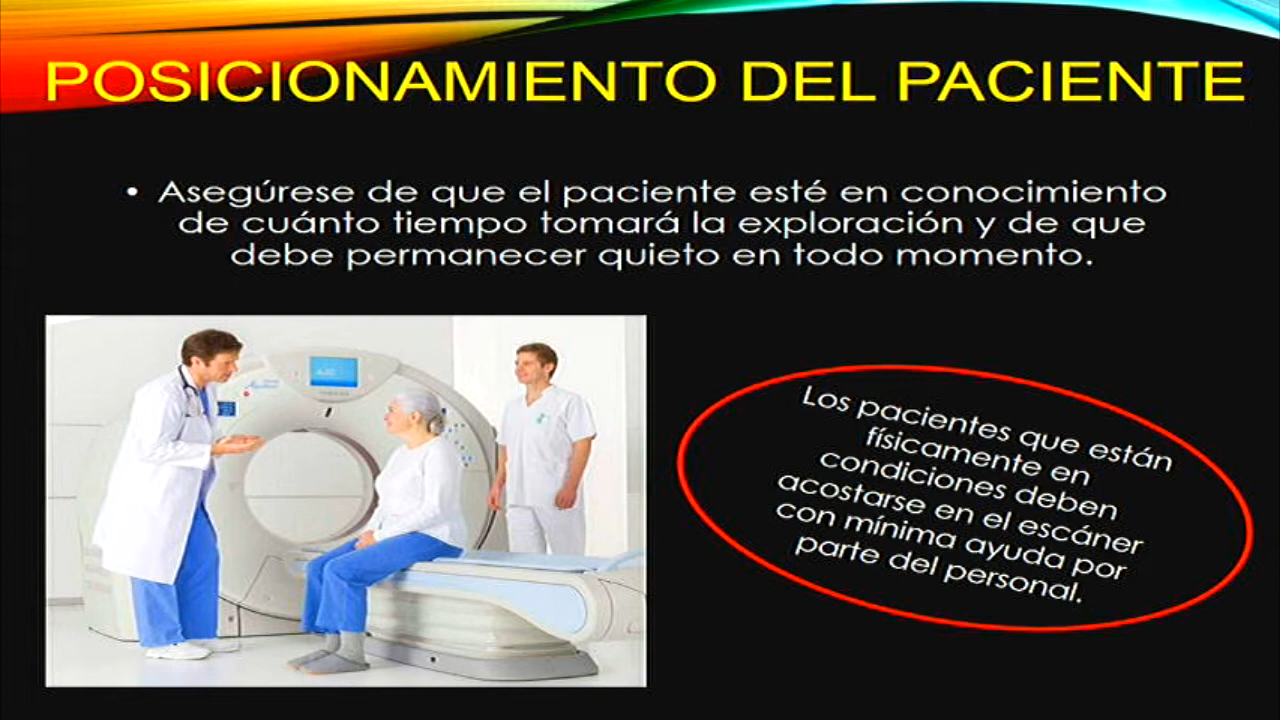 POSICIONAMIENTO DEL PACIENTE
• Asegúrese de que el paciente esté en conocimiento
de cuánto tiempo tomará la exploración y de que
debe permanecer quieto en todo momento.
Los pacientes que están
físicamente en
condiciones deben
acostarse en el escáner
con mínima ayuda por
parte del personal.